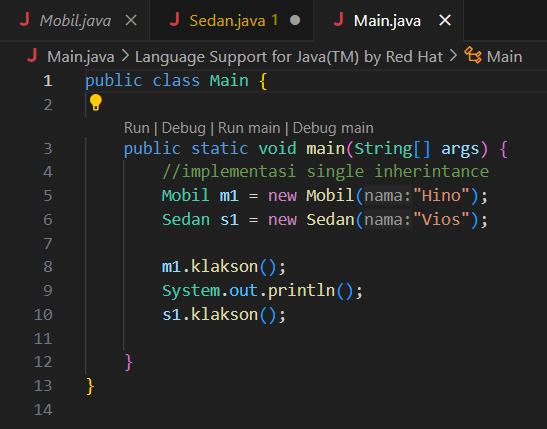 J Mobil.java ×
J Sedan.java 1 ●
J Main.java ×
J Main.java > Language Support for Java(TM) by Red Hat > Main
1 public class Main {
2
Run | Debug | Run main | Debug main
3 public static void main(String[] args) {
4 //implementasi single inherintance
5 Mobil m1 = new Mobil(nama:"Hino");
6 Sedan s1 = new Sedan(nama:"Vios");
7
8 m1.klakson();
9 System.out.println();
10 s1.klakson();
11
12 }
13 }
14